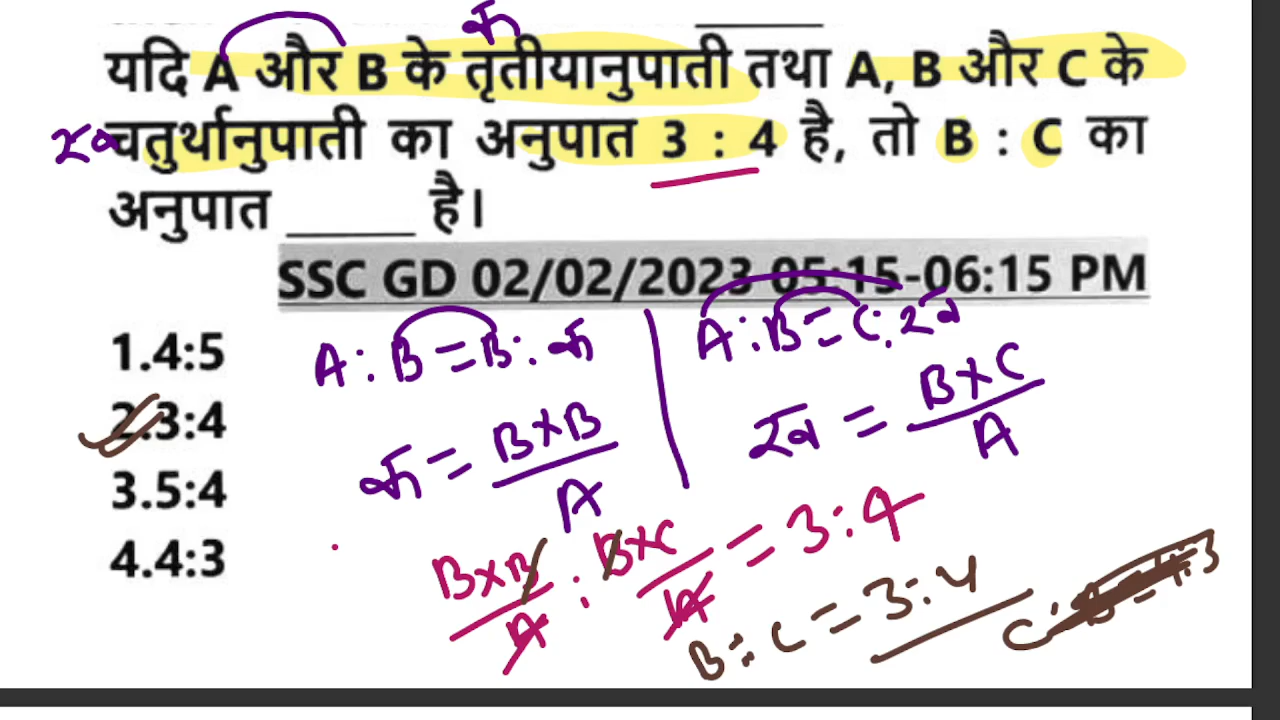 क
यदि A और B के तृतीयानुपाती तथा A, B और C के
ख चतुर्थानुपाती का अनुपात 3 : 4 है, तो B : C का
अनुपात ______ है।
SSC GD 02/02/2023 05:15-06:15 PM
1.4:5
2.3:4
3.5:4
4.4:3
A : B = B : क
क = B×B / A
A : B = C : ख
ख = B×C / A
B×B / A : B×C / A = 3 : 4
B : C = 3 : 4